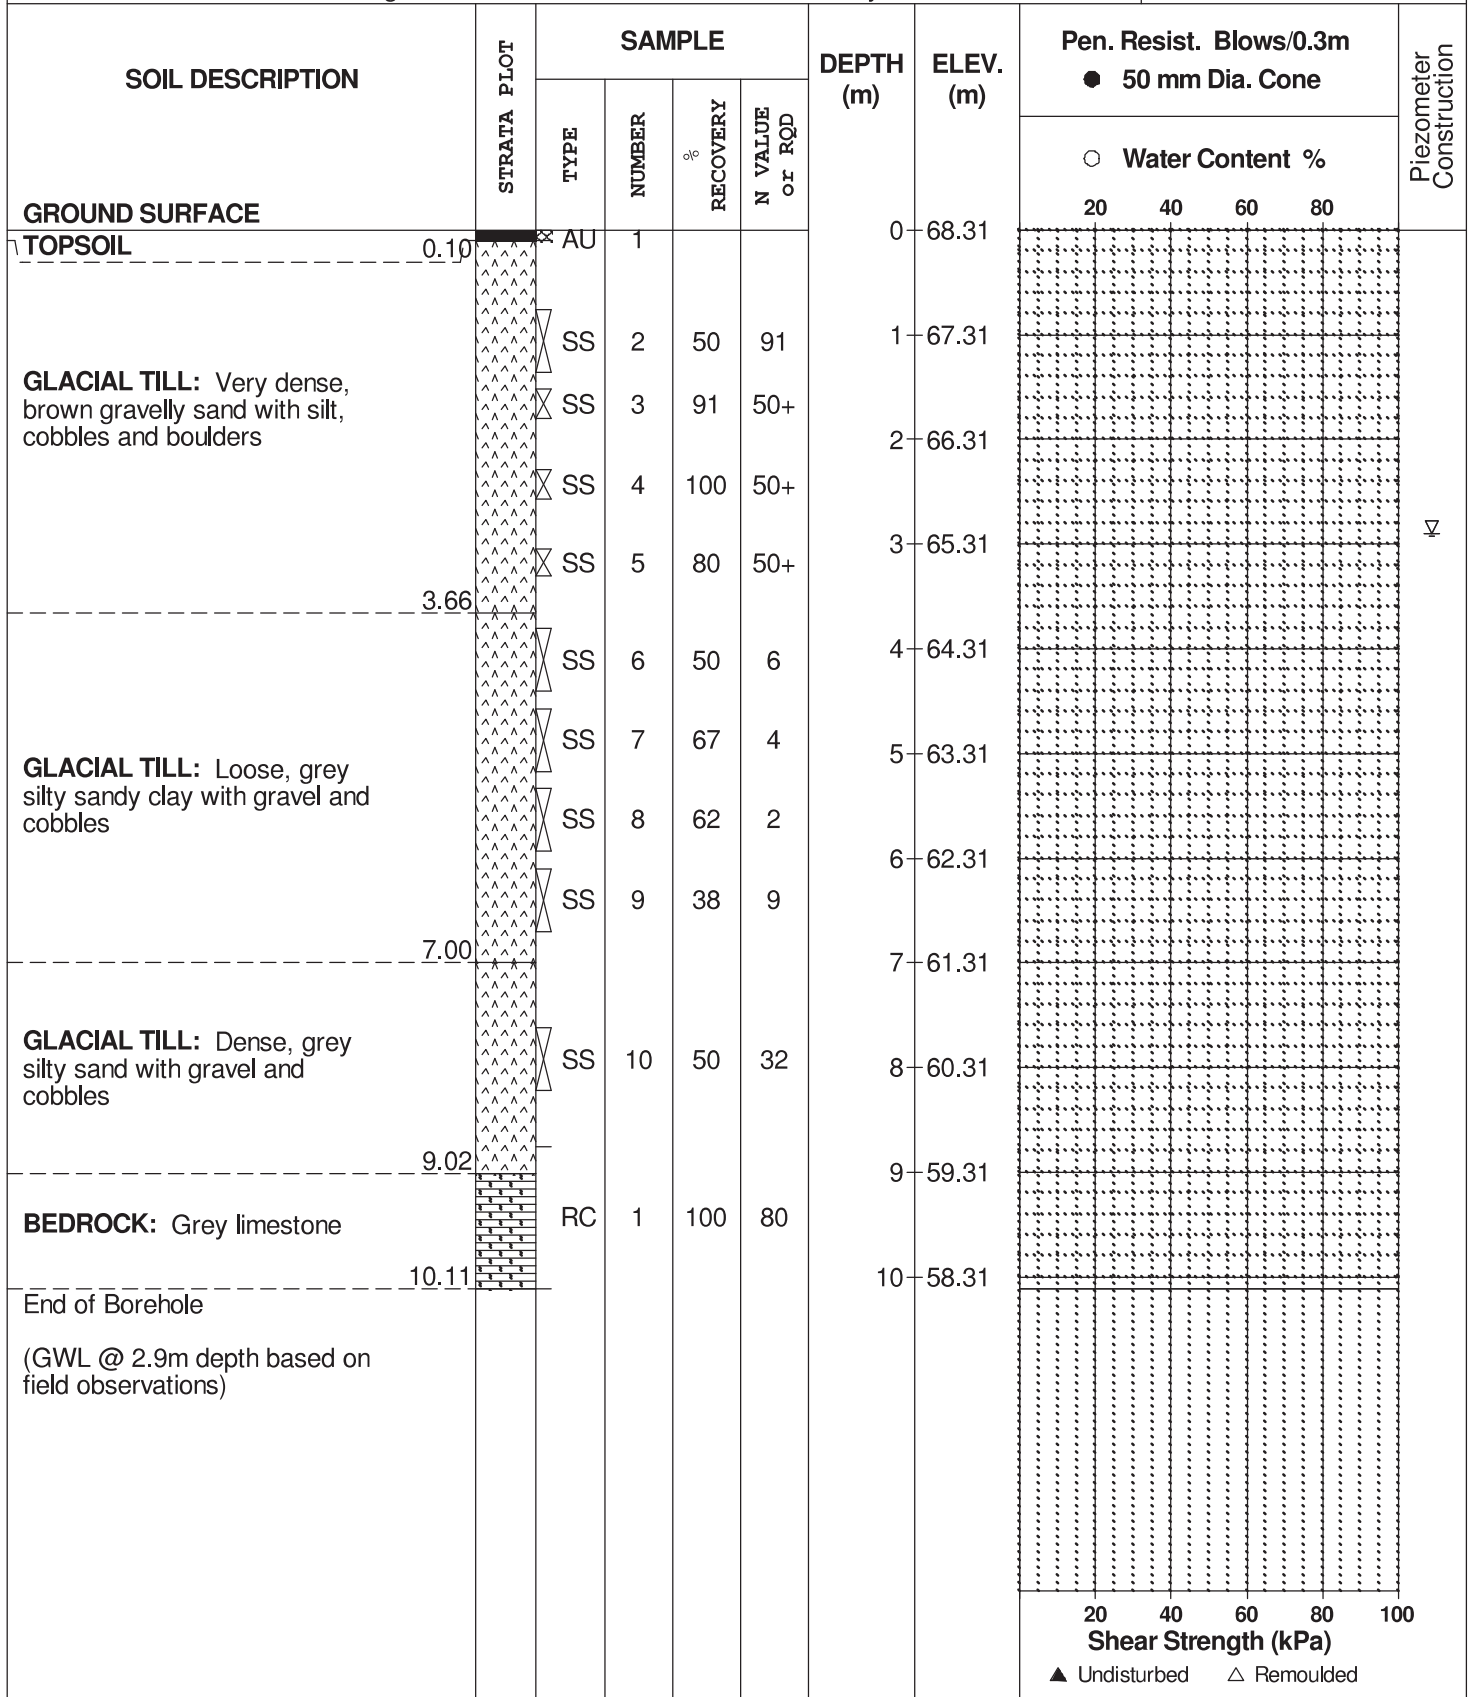 SOIL DESCRIPTION
STRATA PLOT
SAMPLE
TYPE
NUMBER
% RECOVERY
N VALUE or RQD
DEPTH (m)
ELEV. (m)
Pen. Resist. Blows/0.3m
● 50 mm Dia. Cone
○ Water Content %
Piezometer Construction
20 40 60 80
GROUND SURFACE
0 68.31
TOPSOIL 0.10
AU 1
SS 2 50 91
1 67.31
GLACIAL TILL: Very dense,
brown gravelly sand with silt,
cobbles and boulders
SS 3 91 50+
2 66.31
SS 4 100 50+
3 65.31
SS 5 80 50+
3.66
SS 6 50 6
4 64.31
SS 7 67 4
5 63.31
GLACIAL TILL: Loose, grey
silty sandy clay with gravel and
cobbles
SS 8 62 2
6 62.31
SS 9 38 9
7.00
7 61.31
GLACIAL TILL: Dense, grey
silty sand with gravel and
cobbles
SS 10 50 32
8 60.31
9.02
9 59.31
BEDROCK: Grey limestone
RC 1 100 80
10.11
10 58.31
End of Borehole
(GWL @ 2.9m depth based on
field observations)
20 40 60 80 100
Shear Strength (kPa)
▲ Undisturbed △ Remoulded